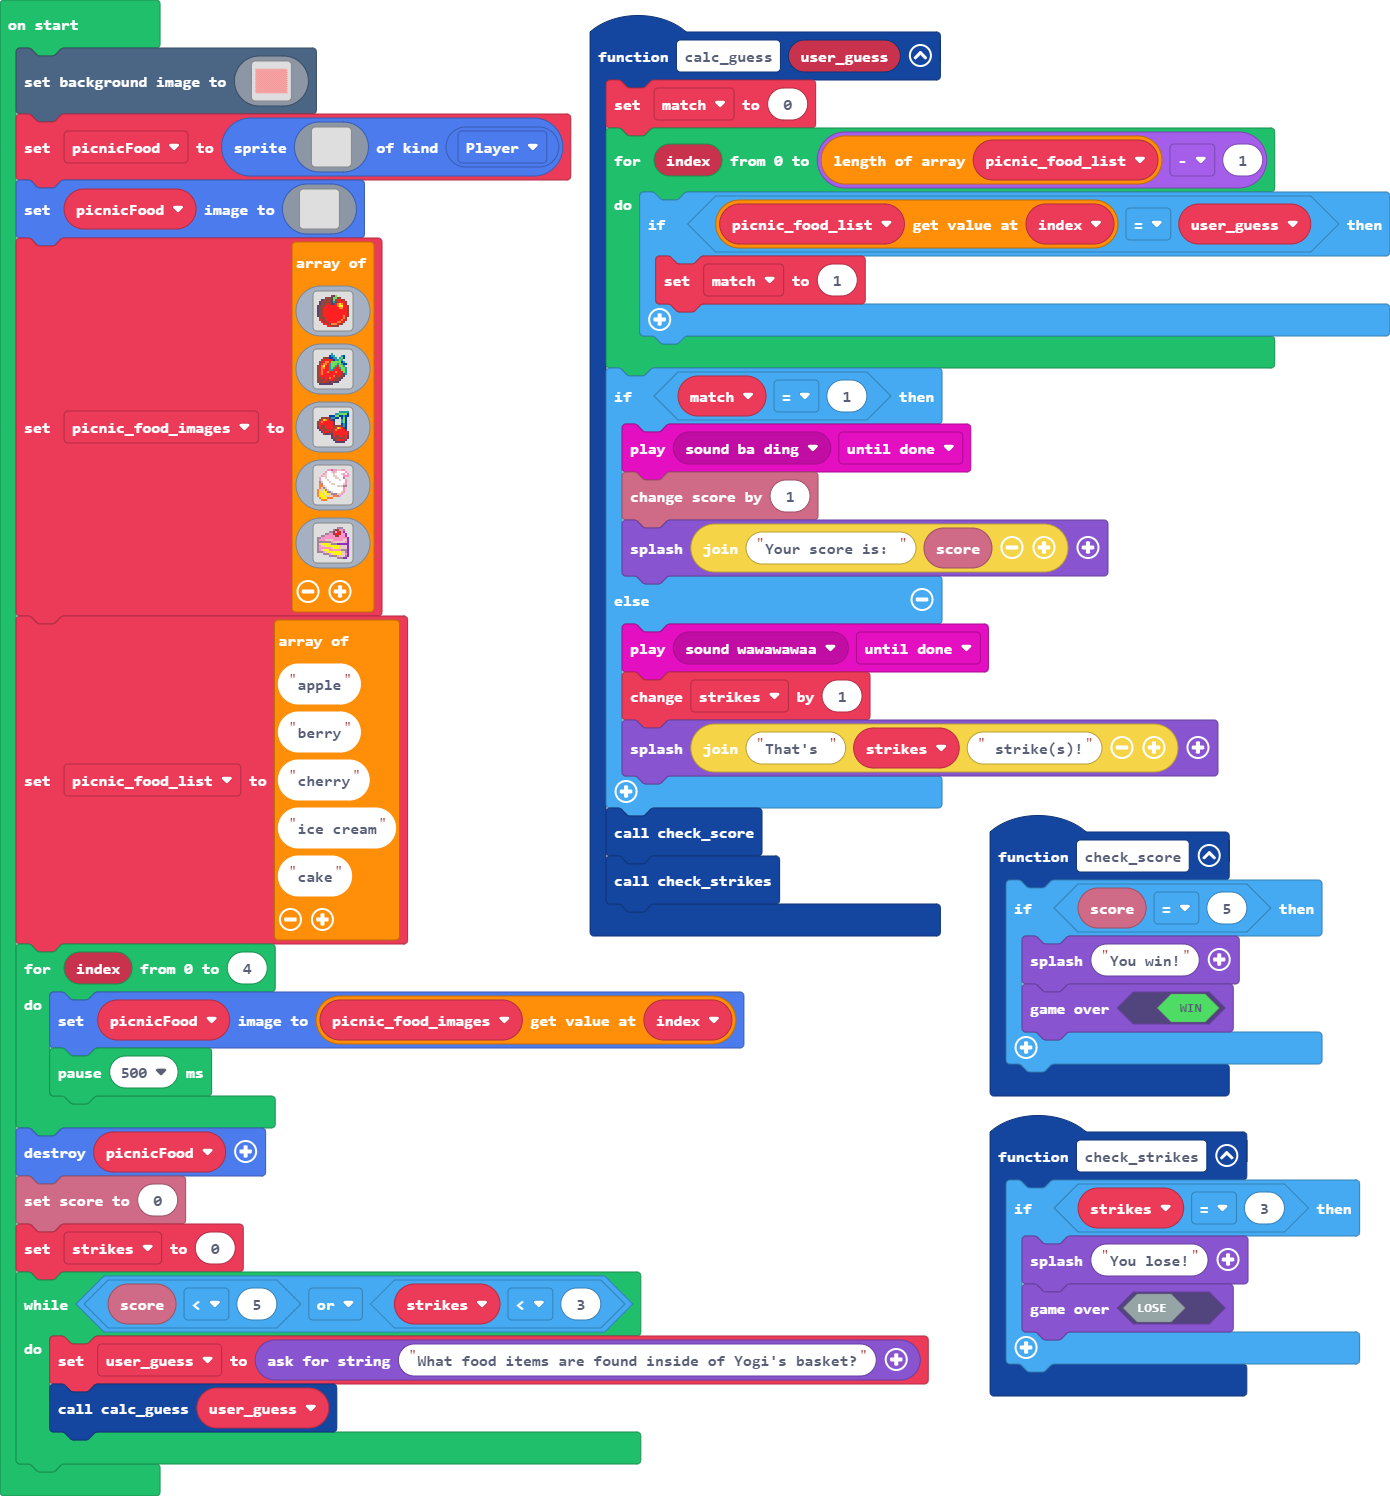 on start
set background image to
set picnicFood to sprite of kind Player
set picnicFood image to
set picnic_food_images to array of
set picnic_food_list to array of
"apple"
"berry"
"cherry"
"ice cream"
"cake"
for index from 0 to 4
do set picnicFood image to picnic_food_images get value at index
pause 500 ms
destroy picnicFood
set score to 0
set strikes to 0
while score < 5 or strikes < 3
do set user_guess to ask for string "What food items are found inside of Yogi's basket?"
call calc_guess user_guess
function calc_guess user_guess
set match to 0
for index from 0 to length of array picnic_food_list - 1
do if picnic_food_list get value at index = user_guess then
set match to 1
if match = 1 then
play sound ba ding until done
change score by 1
splash join "Your score is: " score
else
play sound wawawawaa until done
change strikes by 1
splash join "That's " strikes " strike(s)!"
call check_score
call check_strikes
function check_score
if score = 5 then
splash "You win!"
game over WIN
function check_strikes
if strikes = 3 then
splash "You lose!"
game over LOSE